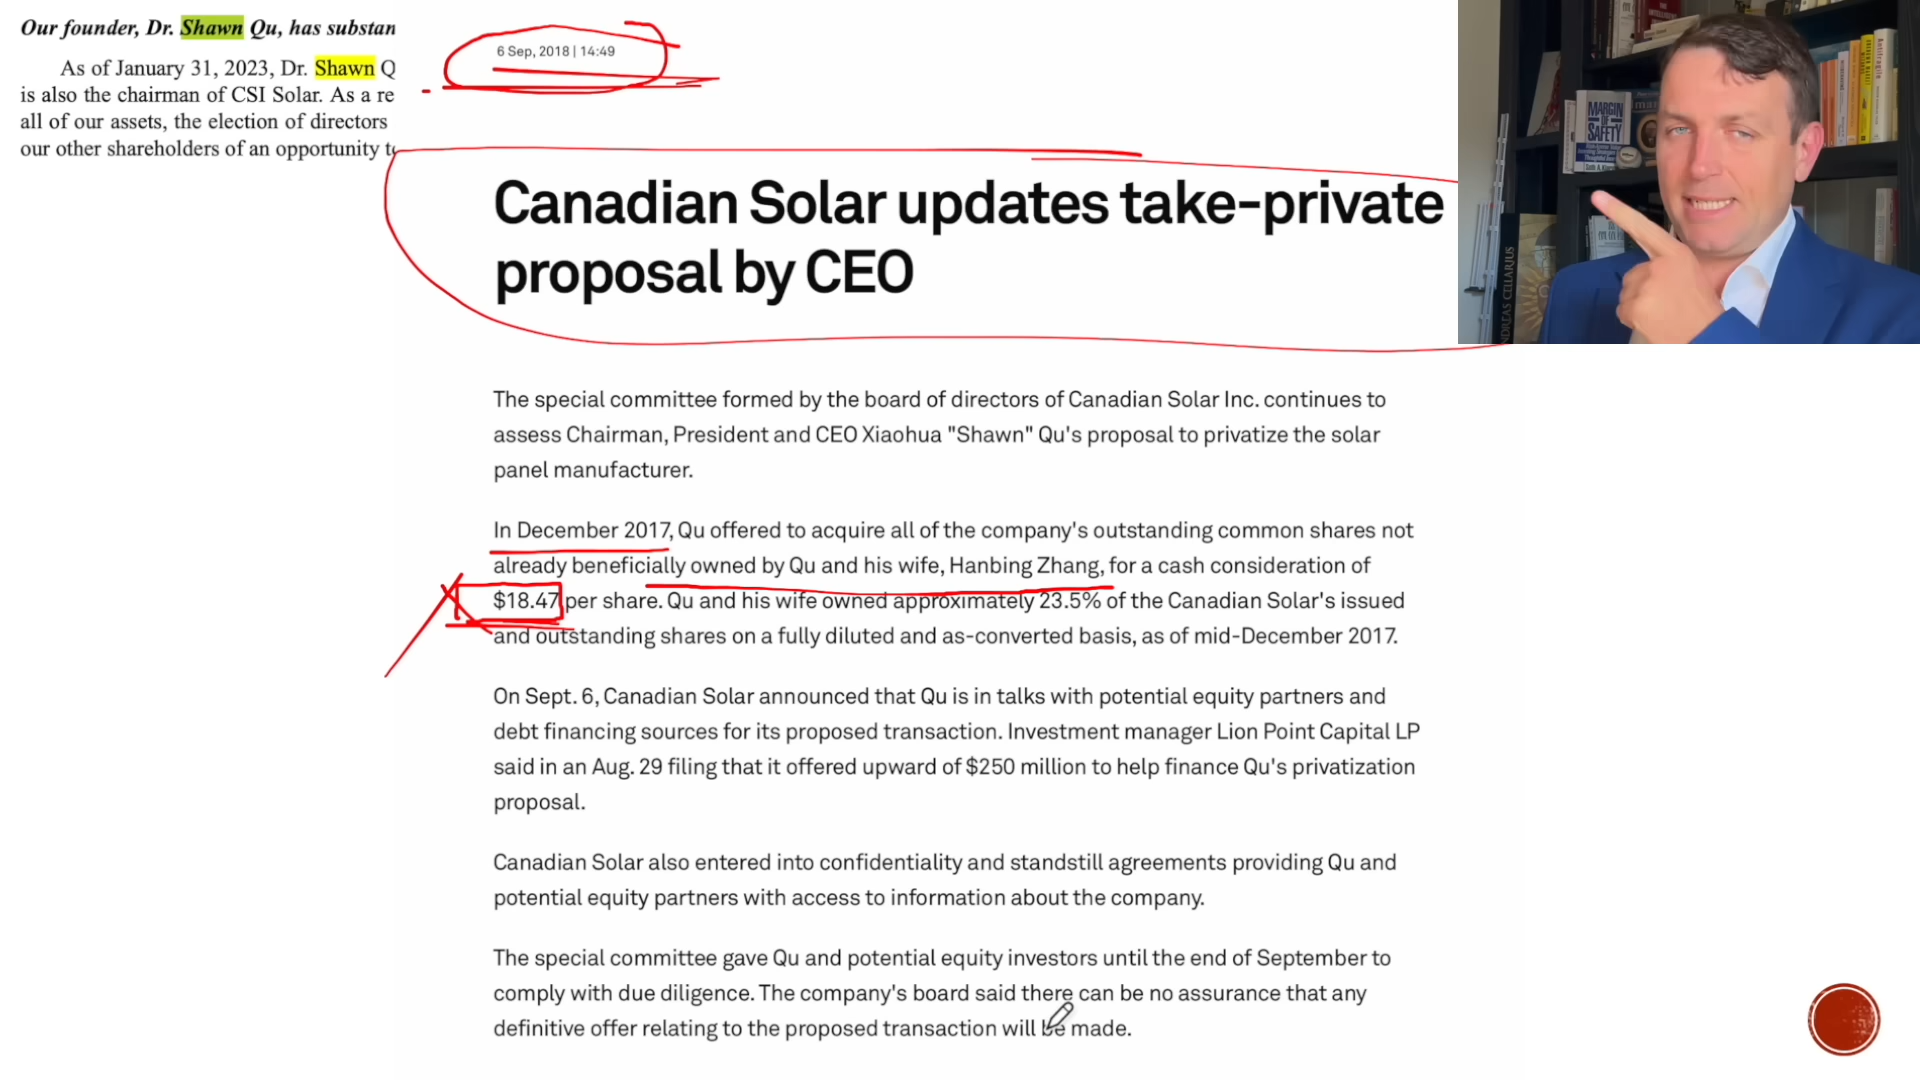 Our founder, Dr. Shawn Qu, has substan
As of January 31, 2023, Dr. Shawn Q
is also the chairman of CSI Solar. As a re
all of our assets, the election of directors
our other shareholders of an opportunity t
6 Sep, 2018 | 14:49
Canadian Solar updates take-private
proposal by CEO
The special committee formed by the board of directors of Canadian Solar Inc. continues to
assess Chairman, President and CEO Xiaohua "Shawn" Qu's proposal to privatize the solar
panel manufacturer.
In December 2017, Qu offered to acquire all of the company's outstanding common shares not
already beneficially owned by Qu and his wife, Hanbing Zhang, for a cash consideration of
$18.47 per share. Qu and his wife owned approximately 23.5% of the Canadian Solar's issued
and outstanding shares on a fully diluted and as-converted basis, as of mid-December 2017.
On Sept. 6, Canadian Solar announced that Qu is in talks with potential equity partners and
debt financing sources for its proposed transaction. Investment manager Lion Point Capital LP
said in an Aug. 29 filing that it offered upward of $250 million to help finance Qu's privatization
proposal.
Canadian Solar also entered into confidentiality and standstill agreements providing Qu and
potential equity partners with access to information about the company.
The special committee gave Qu and potential equity investors until the end of September to
comply with due diligence. The company's board said there can be no assurance that any
definitive offer relating to the proposed transaction will be made.
MARGIN
OF
SAFETY
Antifragile
NDREAS CELLARIUS